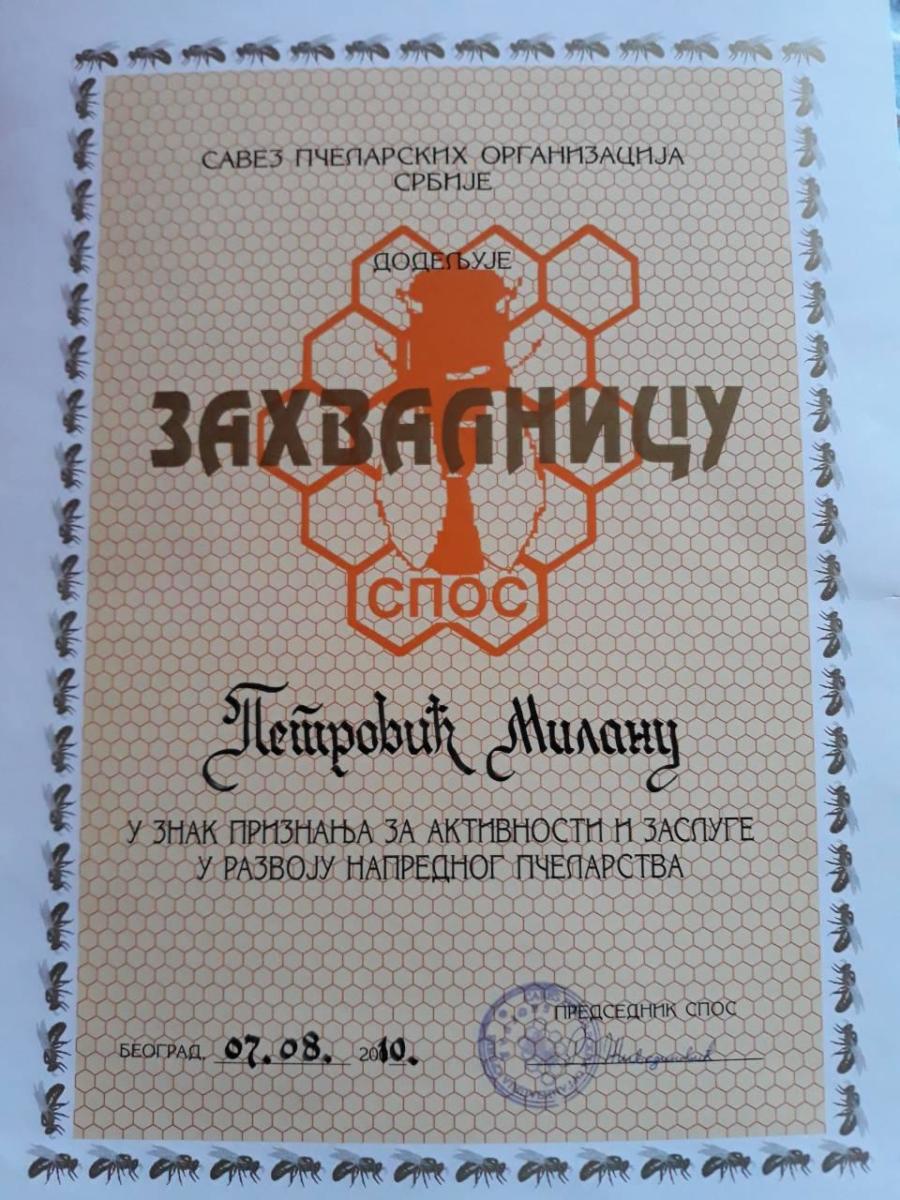 САВЕЗ ПЧЕЛАРСКИХ ОРГАНИЗАЦИЈА
СРБИЈЕ
ДОДЕЉУЈЕ
ЗАХВАЛНИЦУ
СПОС
Петровић Милану
У ЗНАК ПРИЗНАЊА ЗА АКТИВНОСТИ И ЗАСЛУГЕ
У РАЗВОЈУ НАПРЕДНОГ ПЧЕЛАРСТВА
ПРЕДСЕДНИК СПОС
БЕОГРАД, 07.08. 2010.